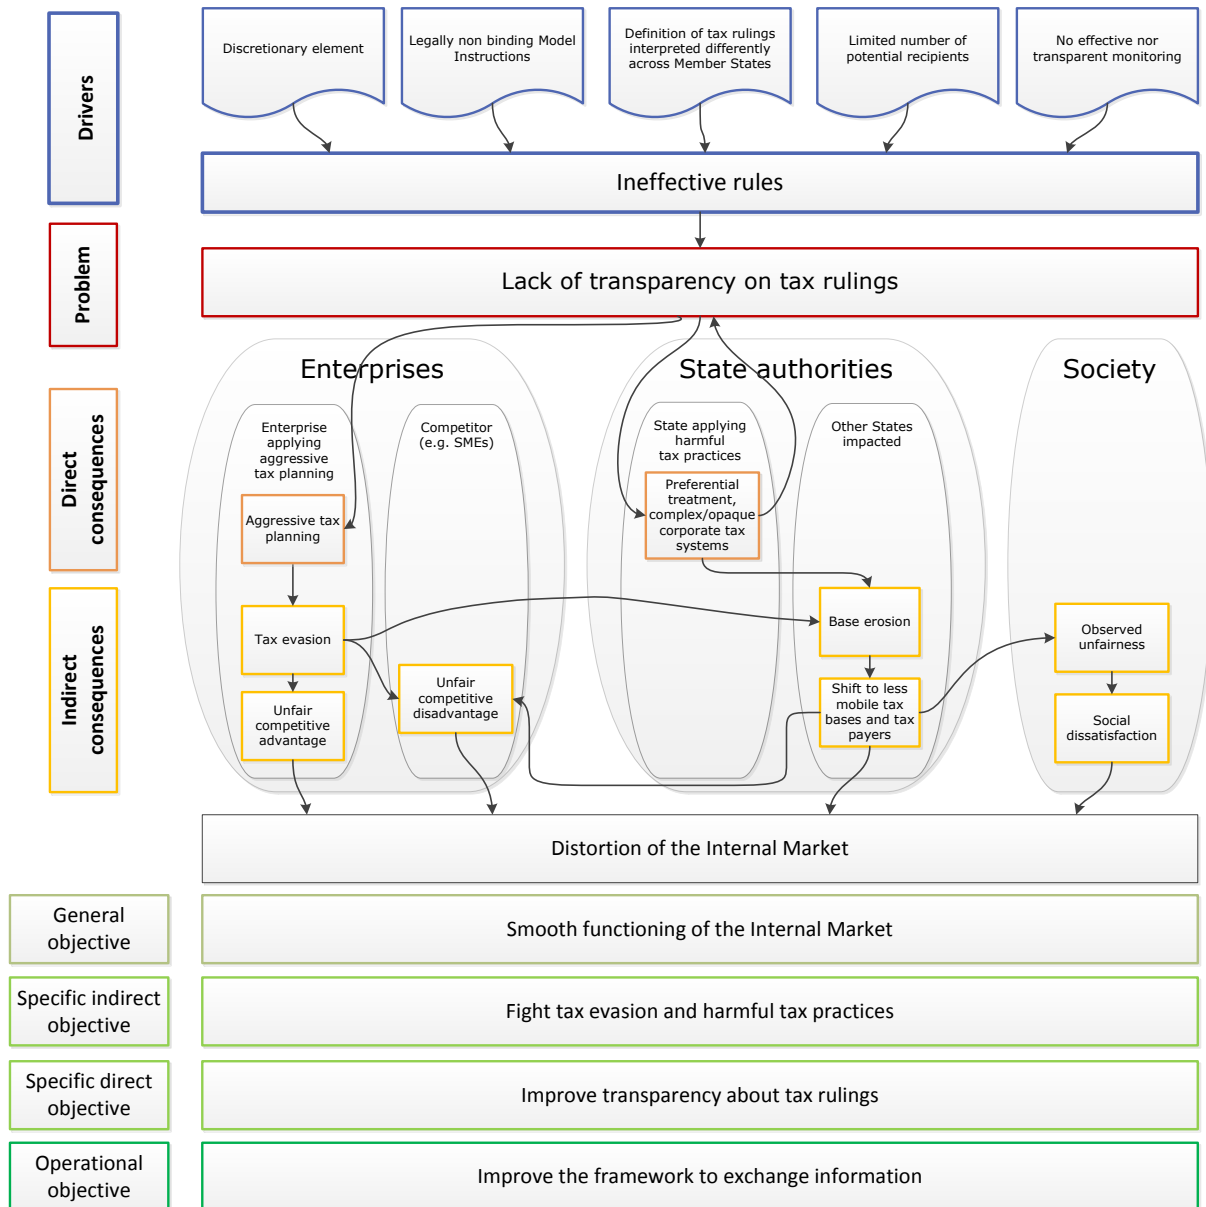 Drivers
Discretionary element
Legally non binding Model
Instructions
Definition of tax rulings
interpreted differently
across Member States
Limited number of
potential recipients
No effective nor
transparent monitoring
Ineffective rules
Problem
Lack of transparency on tax rulings
Direct
consequences
Enterprises
State authorities
Society
Enterprise
applying
aggressive
tax planning
Competitor
(e.g. SMEs)
State applying
harmful
tax practices
Other States
impacted
Aggressive tax
planning
Preferential
treatment,
complex/opaque
corporate tax
systems
Indirect
consequences
Tax evasion
Base erosion
Observed
unfairness
Unfair
competitive
advantage
Unfair
competitive
disadvantage
Shift to less
mobile tax
bases and tax
payers
Social
dissatisfaction
Distortion of the Internal Market
General
objective
Smooth functioning of the Internal Market
Specific indirect
objective
Fight tax evasion and harmful tax practices
Specific direct
objective
Improve transparency about tax rulings
Operational
objective
Improve the framework to exchange information